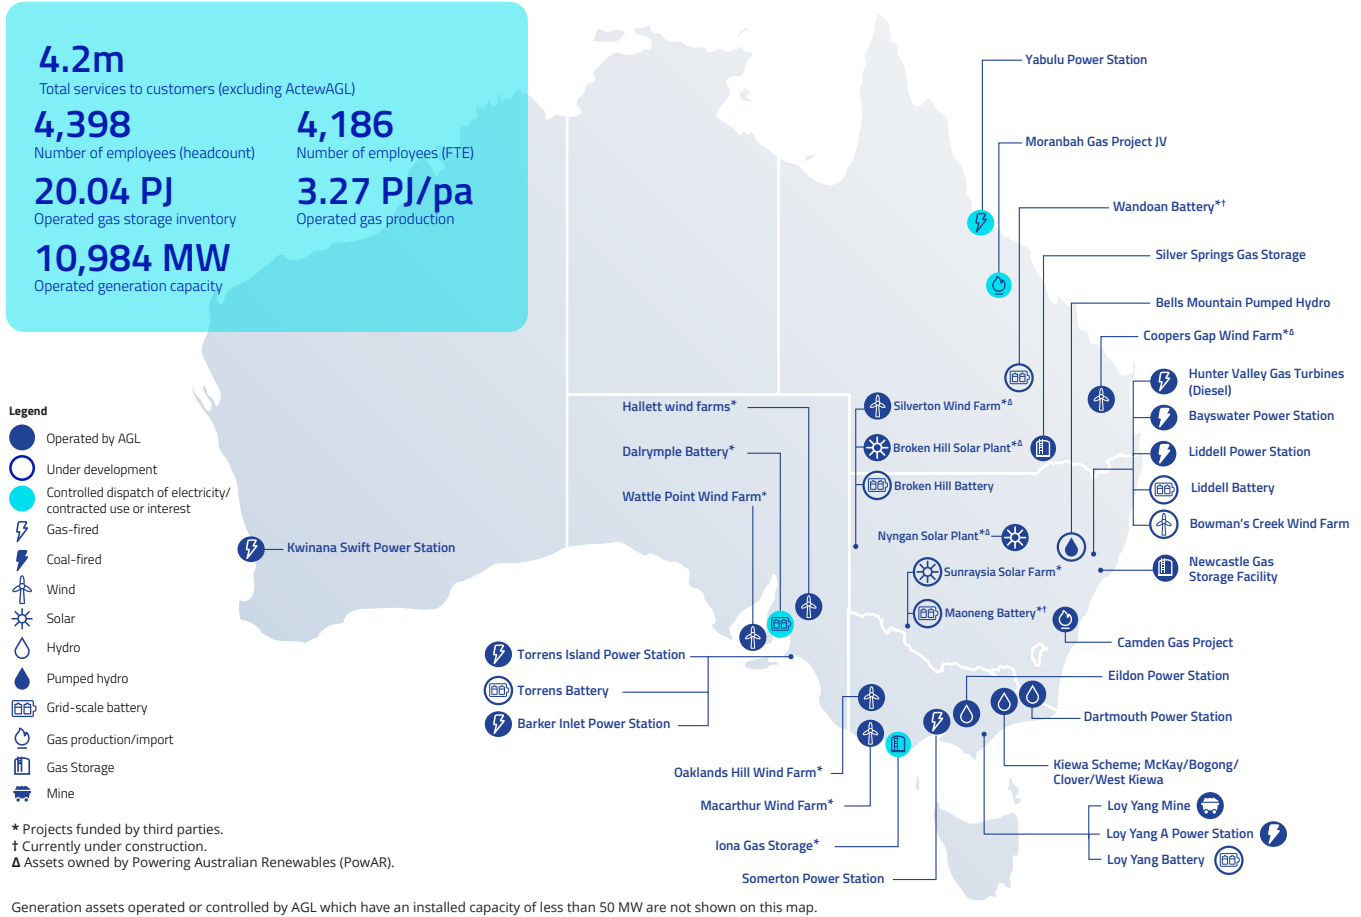 4.2m
Total services to customers (excluding ActewAGL)
4,398
Number of employees (headcount)
4,186
Number of employees (FTE)
20.04 PJ
Operated gas storage inventory
3.27 PJ/pa
Operated gas production
10,984 MW
Operated generation capacity
Yabulu Power Station
Moranbah Gas Project JV
Wandoan Battery*†
Silver Springs Gas Storage
Bells Mountain Pumped Hydro
Coopers Gap Wind Farm*Δ
Hunter Valley Gas Turbines
(Diesel)
Bayswater Power Station
Liddell Power Station
Liddell Battery
Bowman's Creek Wind Farm
Newcastle Gas
Storage Facility
Silverton Wind Farm*Δ
Broken Hill Solar Plant*Δ
Broken Hill Battery
Nyngan Solar Plant*Δ
Sunraysia Solar Farm*
Maoneng Battery*†
Camden Gas Project
Hallett wind farms*
Dalrymple Battery*
Wattle Point Wind Farm*
Kwinana Swift Power Station
Torrens Island Power Station
Torrens Battery
Barker Inlet Power Station
Eildon Power Station
Dartmouth Power Station
Kiewa Scheme; McKay/Bogong/
Clover/West Kiewa
Oaklands Hill Wind Farm*
Macarthur Wind Farm*
Iona Gas Storage*
Somerton Power Station
Loy Yang Mine
Loy Yang A Power Station
Loy Yang Battery
Legend
Operated by AGL
Under development
Controlled dispatch of electricity/
contracted use or interest
Gas-fired
Coal-fired
Wind
Solar
Hydro
Pumped hydro
Grid-scale battery
Gas production/import
Gas Storage
Mine
* Projects funded by third parties.
† Currently under construction.
Δ Assets owned by Powering Australian Renewables (PowAR).
Generation assets operated or controlled by AGL which have an installed capacity of less than 50 MW are not shown on this map.